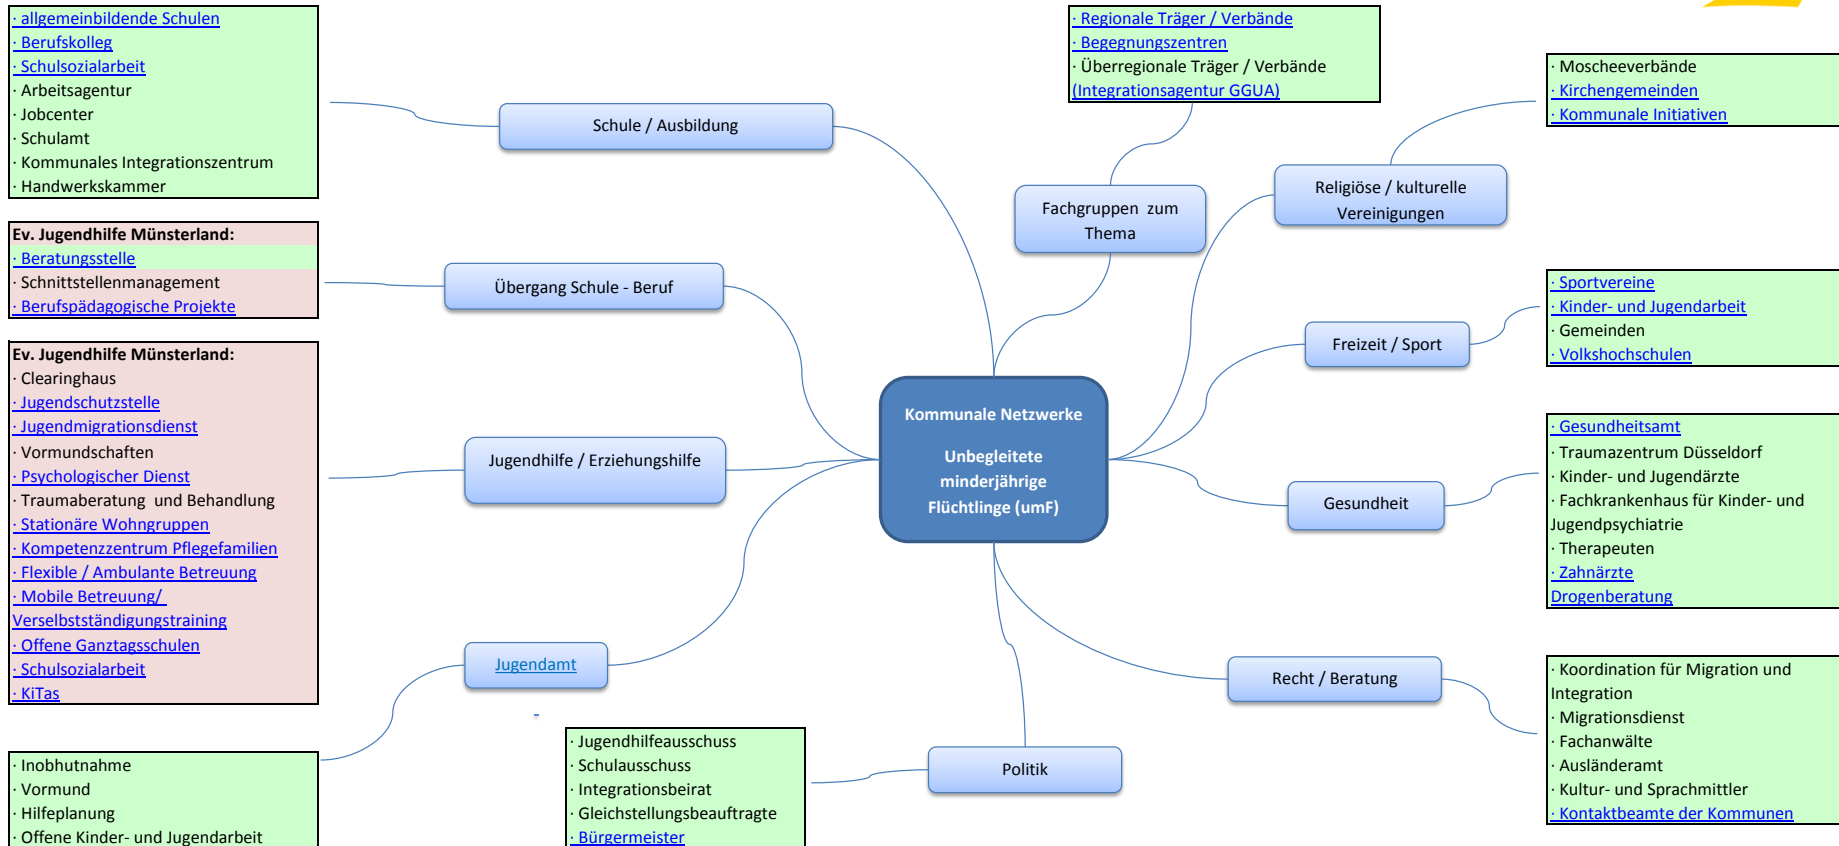 · allgemeinbildende Schulen
· Berufskolleg
· Schulsozialarbeit
· Arbeitsagentur
· Jobcenter
· Schulamt
· Kommunales Integrationszentrum
· Handwerkskammer
Schule / Ausbildung
Ev. Jugendhilfe Münsterland:
· Beratungsstelle
· Schnittstellenmanagement
· Berufspädagogische Projekte
Übergang Schule - Beruf
Ev. Jugendhilfe Münsterland:
· Clearinghaus
· Jugendschutzstelle
· Jugendmigrationsdienst
· Vormundschaften
· Psychologischer Dienst
· Traumaberatung und Behandlung
· Stationäre Wohngruppen
· Kompetenzzentrum Pflegefamilien
· Flexible / Ambulante Betreuung
· Mobile Betreuung/
Verselbstständigungstraining
· Offene Ganztagsschulen
· Schulsozialarbeit
· KiTas
Jugendhilfe / Erziehungshilfe
Jugendamt
· Inobhutnahme
· Vormund
· Hilfeplanung
· Offene Kinder- und Jugendarbeit
· Jugendhilfeausschuss
· Schulausschuss
· Integrationsbeirat
· Gleichstellungsbeauftragte
· Bürgermeister
Politik
Kommunale Netzwerke
Unbegleitete
minderjährige
Flüchtlinge (umF)
· Regionale Träger / Verbände
· Begegnungszentren
· Überregionale Träger / Verbände
(Integrationsagentur GGUA)
Fachgruppen zum
Thema
· Moscheeverbände
· Kirchengemeinden
· Kommunale Initiativen
Religiöse / kulturelle
Vereinigungen
· Sportvereine
· Kinder- und Jugendarbeit
· Gemeinden
· Volkshochschulen
Freizeit / Sport
· Gesundheitsamt
· Traumazentrum Düsseldorf
· Kinder- und Jugendärzte
· Fachkrankenhaus für Kinder- und
Jugendpsychiatrie
· Therapeuten
· Zahnärzte
Drogenberatung
Gesundheit
· Koordination für Migration und
Integration
· Migrationsdienst
· Fachanwälte
· Ausländeramt
· Kultur- und Sprachmittler
· Kontaktbeamte der Kommunen
Recht / Beratung